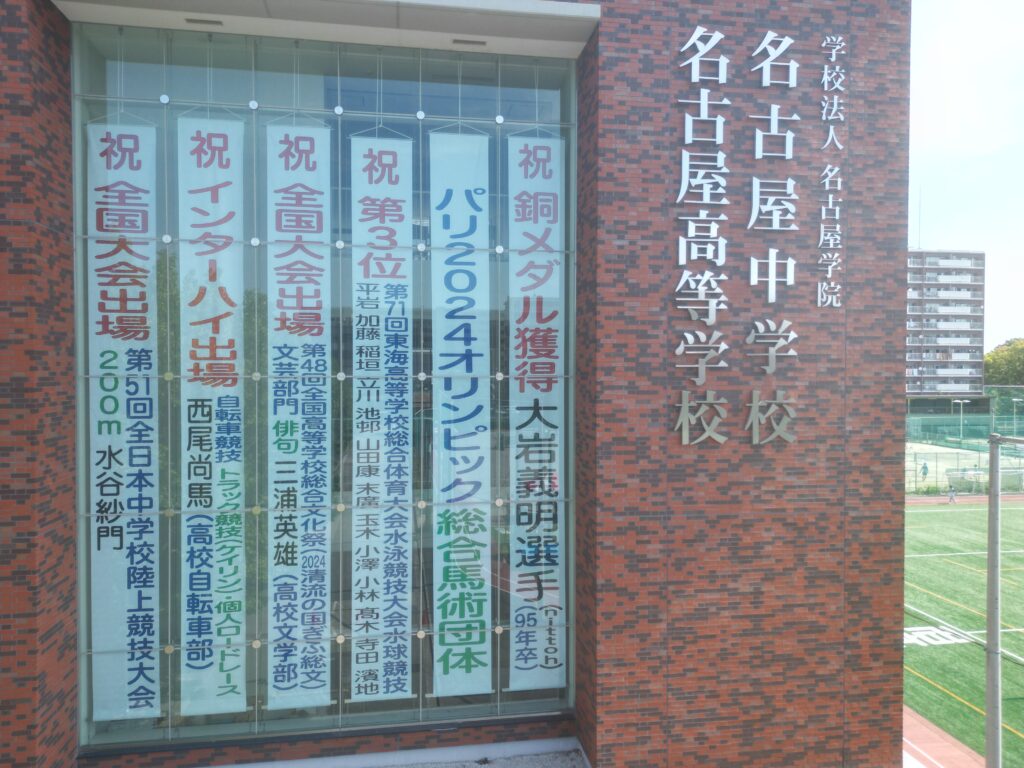 学校法人 名古屋学院
名古屋中学校
名古屋高等学校
祝 銅メダル獲得 大岩義明選手(nittoh)(95年卒)
パリ2024オリンピック総合馬術団体
祝 第3位 第71回東海高等学校総合体育大会水泳競技大会水球競技
平岩 加藤 稲垣 立川 池邨 山田康 末廣 玉木 小澤 小林 髙木 寺田 濱地
祝 全国大会出場 第48回全国高等学校総合文化祭(2024清流の国ぎふ総文)
文芸部門 俳句 三浦英雄(高校文学部)
祝 インターハイ出場 自転車競技 トラック競技(ケイリン)・個人ロードレース
西尾尚馬(高校自転車部)
祝 全国大会出場 第51回全日本中学校陸上競技大会
200m 水谷紗門